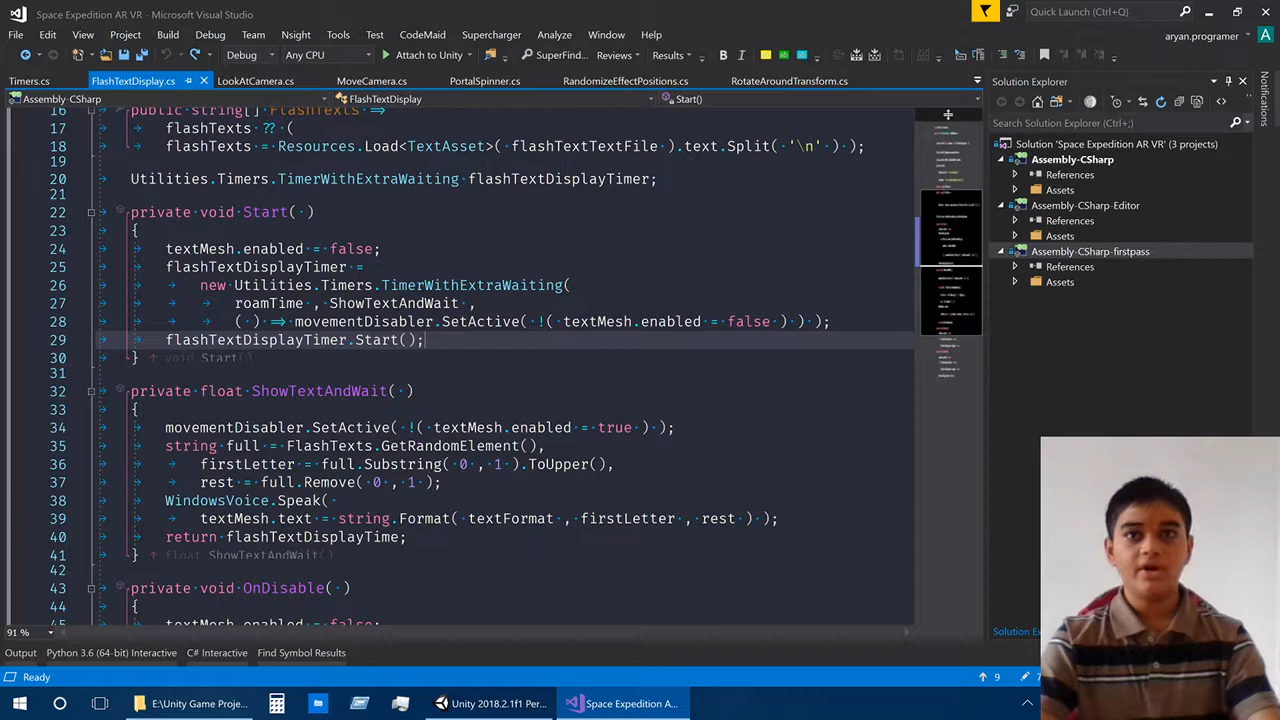 Space Expedition AR VR - Microsoft Visual Studio
Quick Launch (Ctrl+Q)
File Edit View Project Build Debug Team Nsight Tools Test CodeMaid Supercharger Analyze Window Help
aryan.programer A
Debug Any CPU Attach to Unity SuperFinder Results B I
Timers.cs FlashTextDisplay.cs LookAtCamera.cs MoveCamera.cs PortalSpinner.cs RandomizeEffectPositions.cs RotateAroundTransform.cs
Solution Explorer
Notifications
Assembly-CSharp FlashTextDisplay Start()
Search Solution Explorer (Ctrl+;)
Solution 'Space Expedition AR VR' (3 projects)
Assembly-CSharp
References
Assets
Assembly-CSharp-Editor
References
Assets
Assembly-CSharp-firstpass
References
Assets
16 public string[] FlashTexts =>
17 flashTexts ?? (
18 flashTexts = Resources.Load<TextAsset>( flashTextTextFile ).text.Split( '\n' ) );
19
20 Utilities.Timers.TimerWithExtraWaiting flashTextDisplayTimer;
22 private void Start( )
23 {
24 textMesh.enabled = false;
25 flashTextDisplayTimer =
26 new Utilities.Timers.TimerWithExtraWaiting(
27 roamTime , ShowTextAndWait ,
28 ( ) => movementDisabler.SetActive( !( textMesh.enabled = false ) ) );
29 flashTextDisplayTimer.Start
30 } void Start()
31
32 private float ShowTextAndWait( )
33 {
34 movementDisabler.SetActive( !( textMesh.enabled = true ) );
35 string full = FlashTexts.GetRandomElement(),
36 firstLetter = full.Substring( 0 , 1 ).ToUpper(),
37 rest = full.Remove( 0 , 1 );
38 WindowsVoice.Speak(
39 textMesh.text = string.Format( textFormat , firstLetter , rest ) );
40 return flashTextDisplayTime;
41 } float ShowTextAndWait()
42
43 private void OnDisable( )
44 {
textMesh.enabled = false;
91 %
Solution Ex
Output Python 3.6 (64-bit) Interactive C# Interactive Find Symbol Results
Ready 9 7
E:\Unity Game Proje... Unity 2018.2.1f1 Per... Space Expedition A...